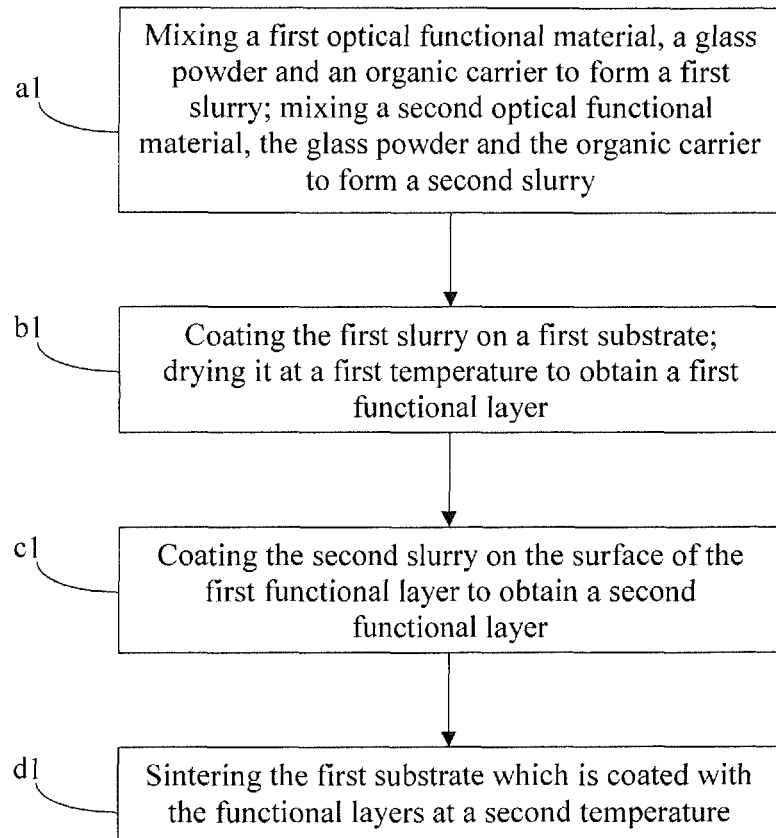 a1
Mixing a first optical functional material, a glass
powder and an organic carrier to form a first
slurry; mixing a second optical functional
material, the glass powder and the organic carrier
to form a second slurry
b1
Coating the first slurry on a first substrate;
drying it at a first temperature to obtain a first
functional layer
c1
Coating the second slurry on the surface of the
first functional layer to obtain a second
functional layer
d1
Sintering the first substrate which is coated with
the functional layers at a second temperature